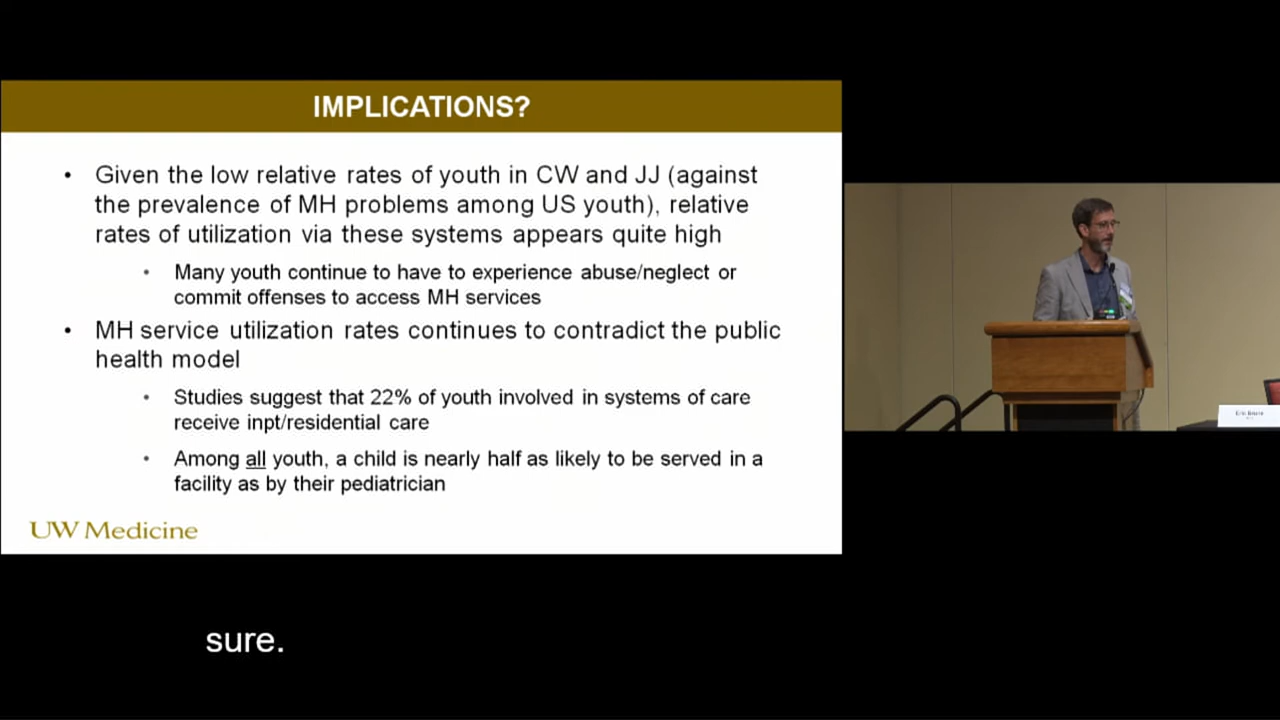 IMPLICATIONS?
• Given the low relative rates of youth in CW and JJ (against
the prevalence of MH problems among US youth), relative
rates of utilization via these systems appears quite high
• Many youth continue to have to experience abuse/neglect or
commit offenses to access MH services
• MH service utilization rates continues to contradict the public
health model
• Studies suggest that 22% of youth involved in systems of care
receive inpt/residential care
• Among all youth, a child is nearly half as likely to be served in a
facility as by their pediatrician
UW Medicine
sure.